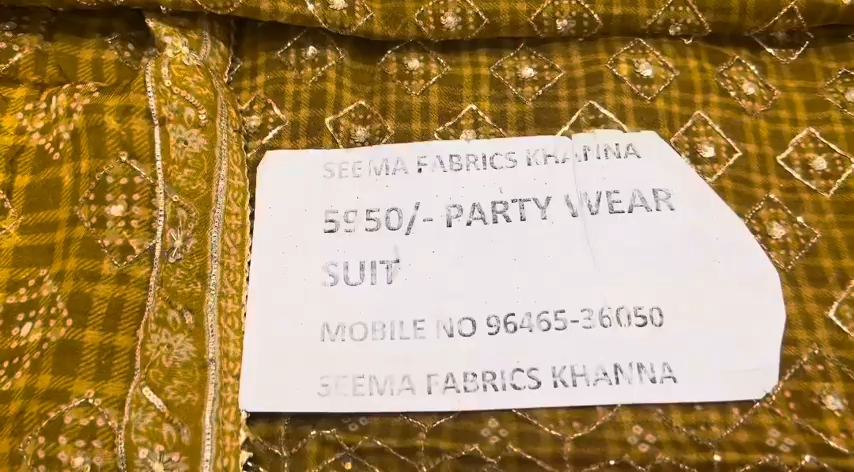 SEEMA FABRICS KHANNA
5950/- PARTY WEAR
SUIT
MOBILE NO 96465-36050
SEEMA FABRICS KHANNA